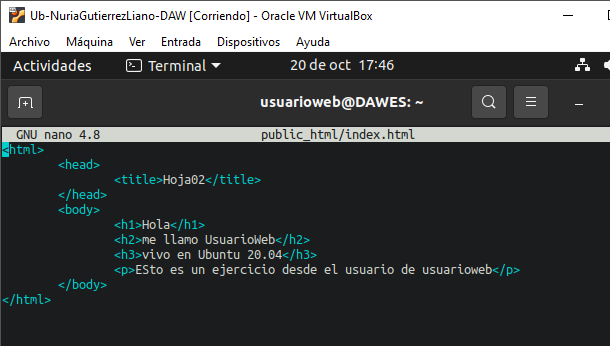 Ub-NuriaGutierrezLiano-DAW [Corriendo] - Oracle VM VirtualBox
Archivo Máquina Ver Entrada Dispositivos Ayuda
Actividades Terminal 20 de oct 17:46
usuarioweb@DAWES: ~
GNU nano 4.8 public_html/index.html
<html>
<head>
<title>Hoja02</title>
</head>
<body>
<h1>Hola</h1>
<h2>me llamo UsuarioWeb</h2>
<h3>vivo en Ubuntu 20.04</h3>
<p>ESto es un ejercicio desde el usuario de usuarioweb</p>
</body>
</html>